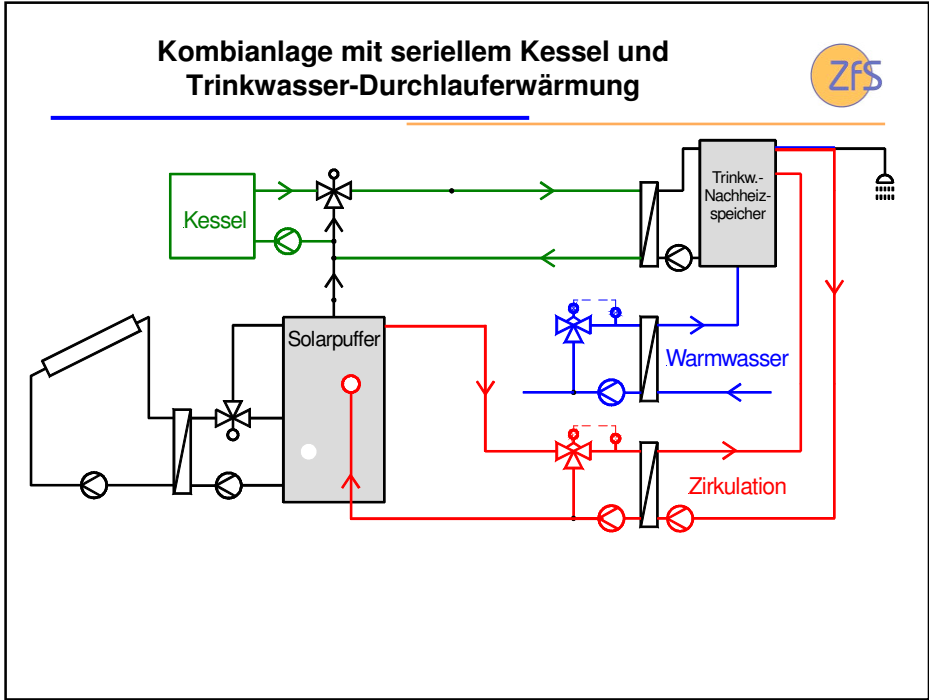 Kombianlage mit seriellem Kessel und
Trinkwasser-Durchlauferwärmung
ZfS
Kessel
Trinkw.-
Nachheiz-
speicher
Solarpuffer
Warmwasser
Zirkulation